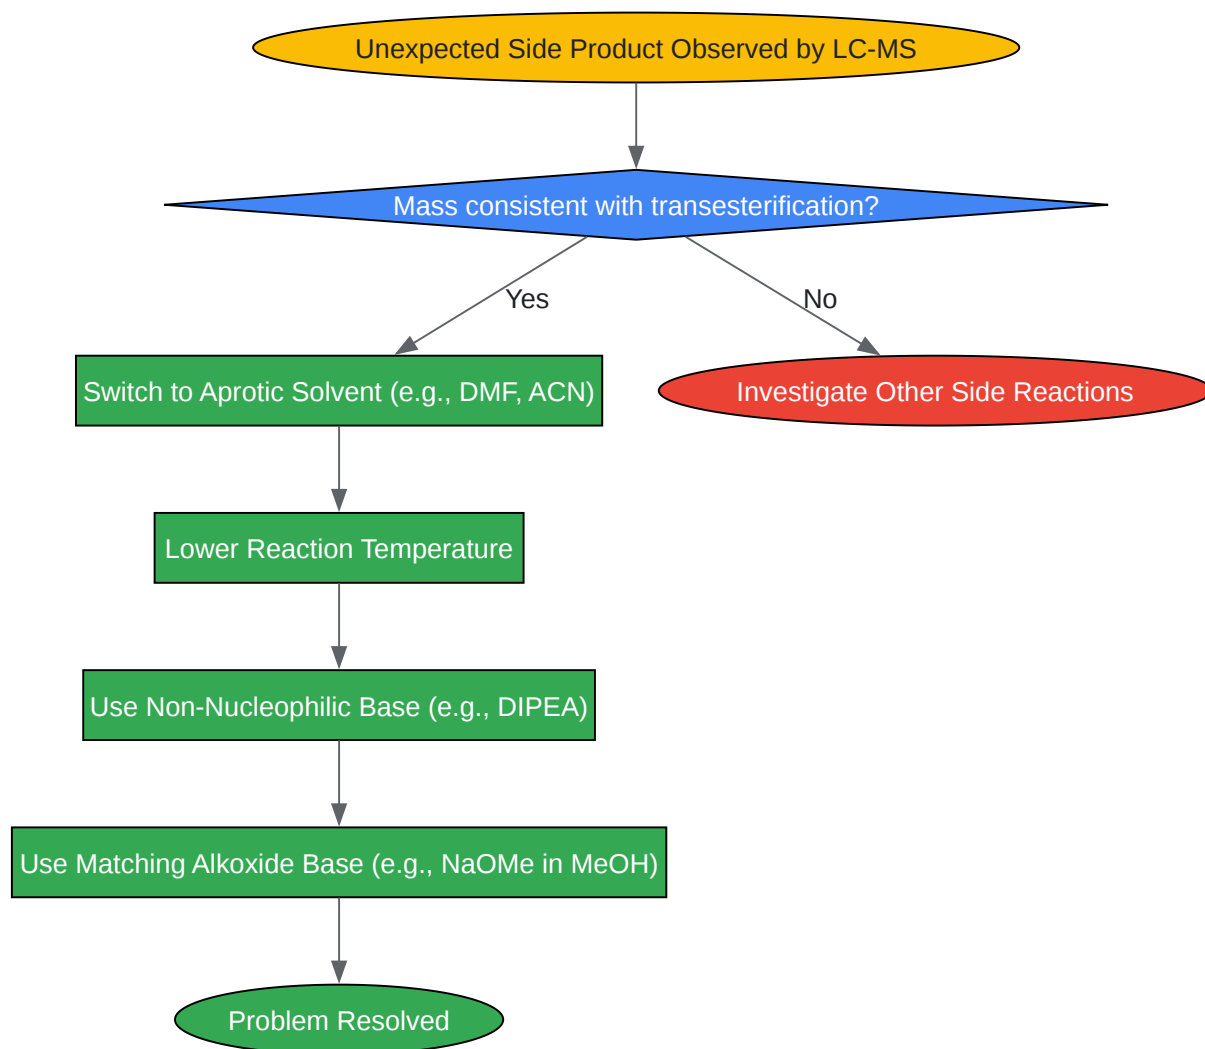 Unexpected Side Product Observed by LC-MS
Mass consistent with transesterification?
Yes
No
Switch to Aprotic Solvent (e.g., DMF, ACN)
Investigate Other Side Reactions
Lower Reaction Temperature
Use Non-Nucleophilic Base (e.g., DIPEA)
Use Matching Alkoxide Base (e.g., NaOMe in MeOH)
Problem Resolved